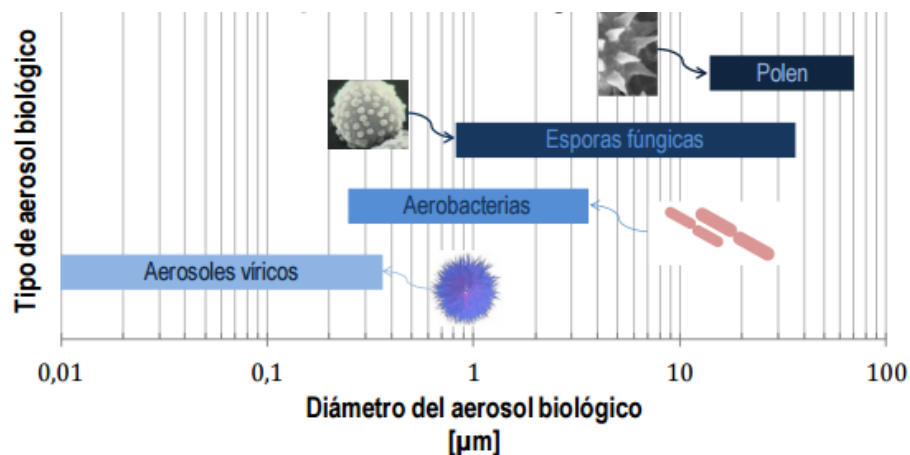 Tipo de aerosol biológico
Polen
Esporas fúngicas
Aerobacterias
Aerosoles víricos
0,01 0,1 1 10 100
Diámetro del aerosol biológico
[µm]